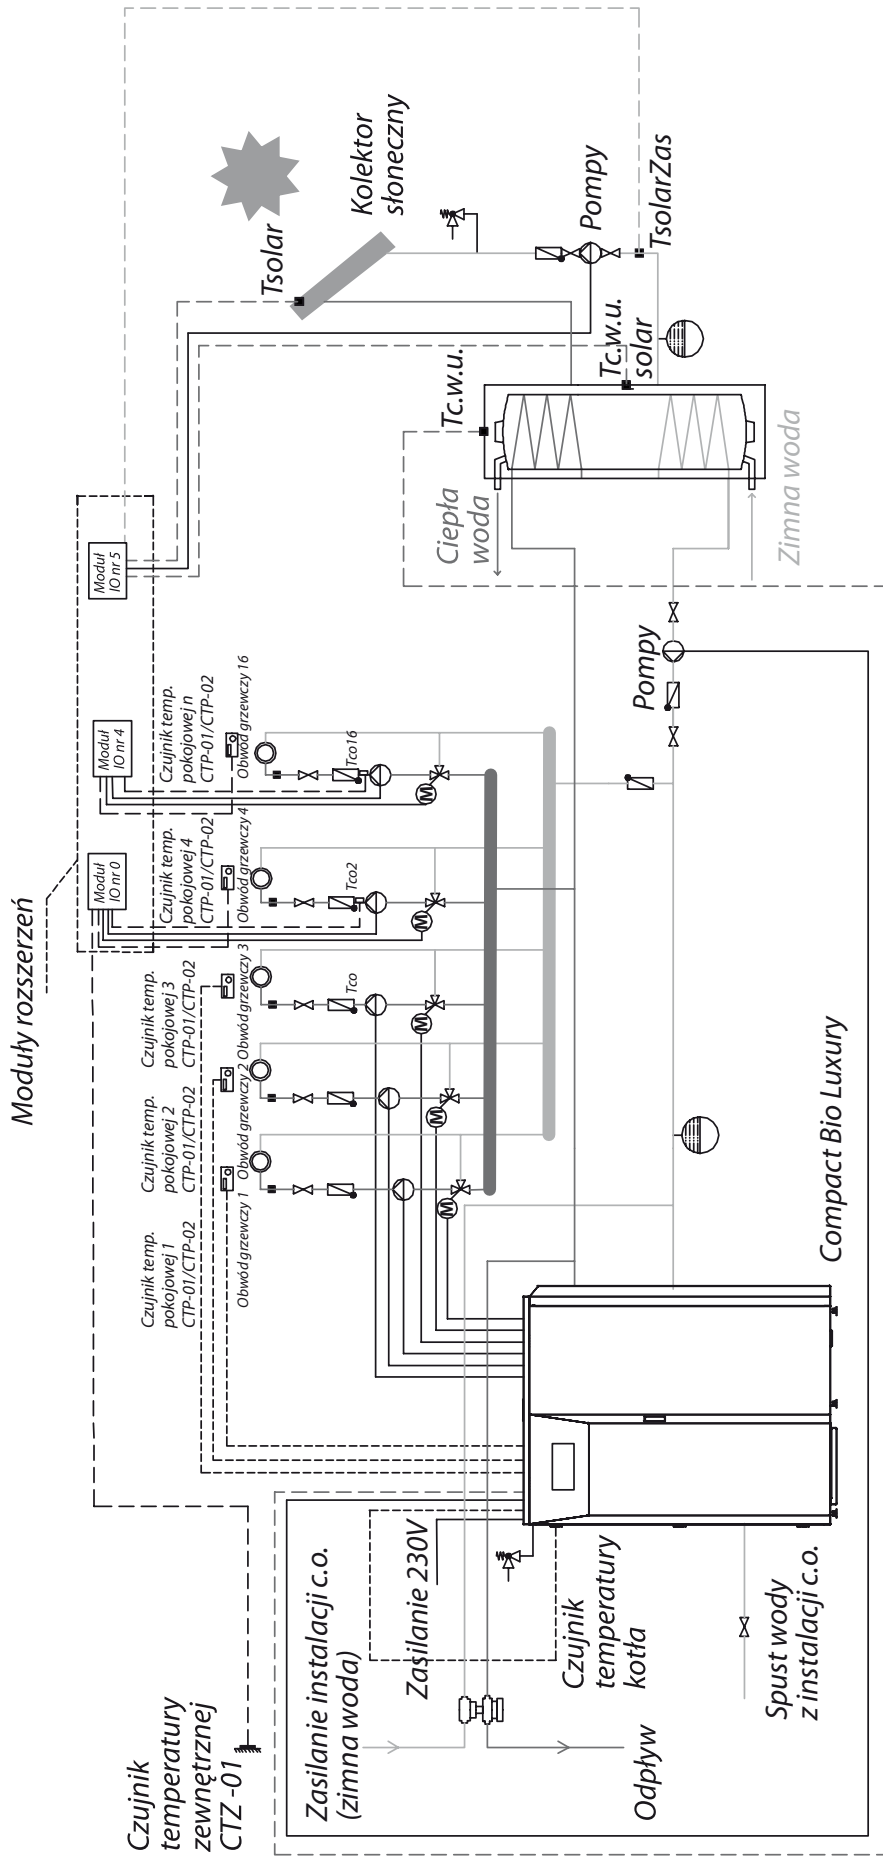 Moduły rozszerzeń
Moduł
IO nr 0
Moduł
IO nr 4
Moduł
IO nr 5
Czujnik
temperatury
zewnętrznej
CTZ -01
Czujnik temp.
pokojowej 1
CTP-01/CTP-02
Czujnik temp.
pokojowej 2
CTP-01/CTP-02
Czujnik temp.
pokojowej 3
CTP-01/CTP-02
Czujnik temp.
pokojowej 4
CTP-01/CTP-02
Czujnik temp.
pokojowej n
CTP-01/CTP-02
Obwód grzewczy 1
Obwód grzewczy 2
Obwód grzewczy 3
Obwód grzewczy 4
Obwód grzewczy 16
Tco
Tco2
Tco16
M
M
M
M
M
Tsolar
Kolektor
słoneczny
Pompy
TsolarZas
Tc.w.u.
Tc.w.u.
solar
Ciepła
woda
Zimna woda
Pompy
Zasilanie instalacji c.o.
(zimna woda)
Zasilanie 230V
Czujnik
temperatury
kotła
Odpływ
Spust wody
z instalacji c.o.
Compact Bio Luxury